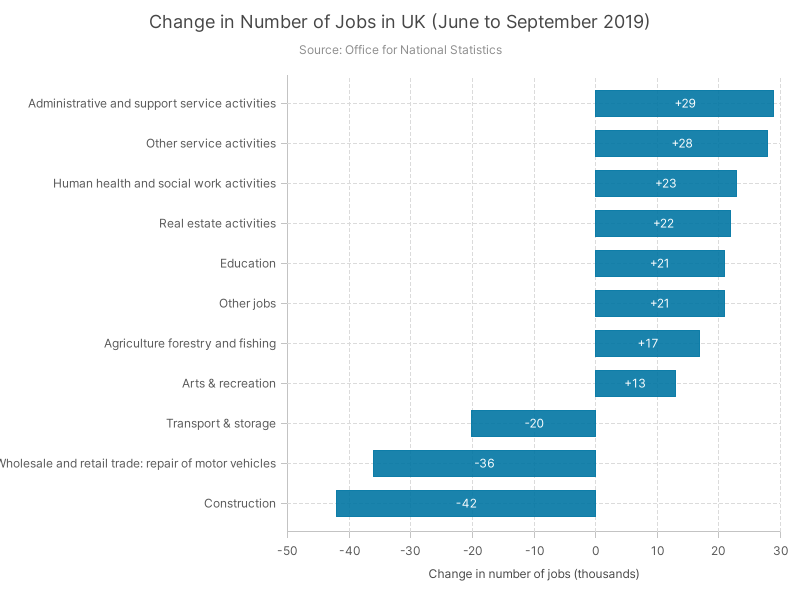 Change in Number of Jobs in UK (June to September 2019)
Source: Office for National Statistics
Administrative and support service activities
+29
Other service activities
+28
Human health and social work activities
+23
Real estate activities
+22
Education
+21
Other jobs
+21
Agriculture forestry and fishing
+17
Arts & recreation
+13
Transport & storage
-20
Wholesale and retail trade: repair of motor vehicles
-36
Construction
-42
-50 -40 -30 -20 -10 0 10 20 30
Change in number of jobs (thousands)